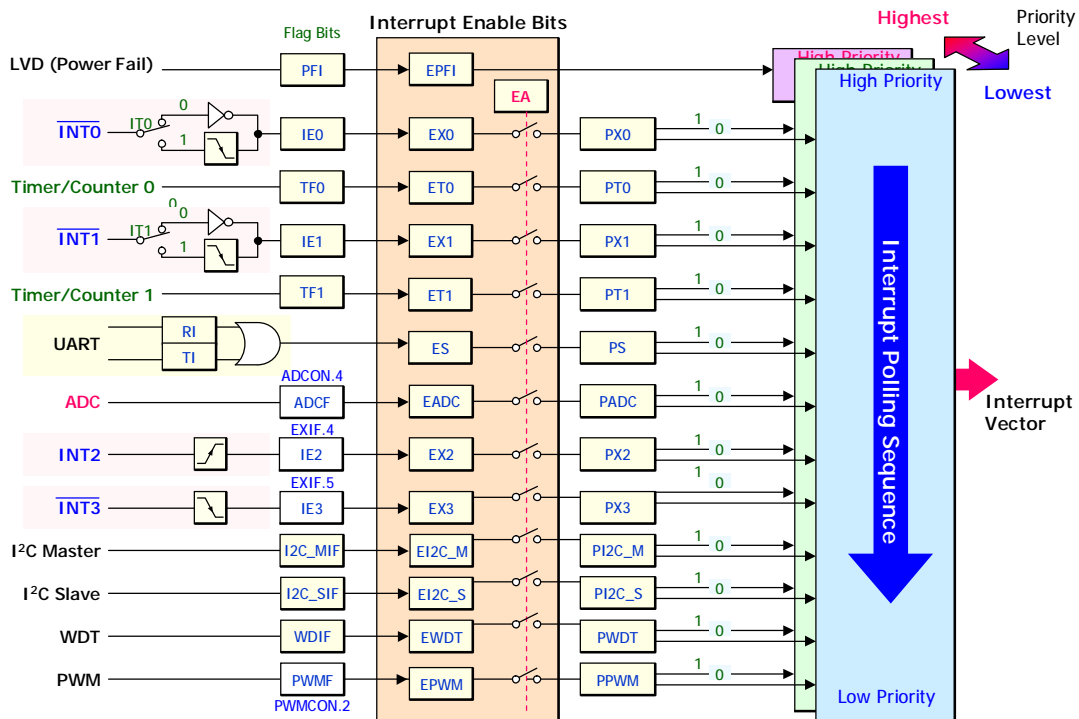 Interrupt Enable Bits
Highest
Priority
Level
Lowest
Flag Bits
LVD (Power Fail)
PFI
EPFI
High Priority
High Priority
High Priority
EA
INT0
IT0
0
1
IE0
EX0
PX0
1
0
Timer/Counter 0
TF0
ET0
PT0
1
0
0
INT1
IT1
0
1
IE1
EX1
PX1
1
0
Timer/Counter 1
TF1
ET1
PT1
1
0
UART
RI
TI
ES
PS
1
0
ADCON.4
ADC
ADCF
EADC
PADC
1
0
EXIF.4
INT2
IE2
EX2
PX2
1
0
EXIF.5
INT3
IE3
EX3
PX3
1
0
I²C Master
I2C_MIF
EI2C_M
PI2C_M
1
0
I²C Slave
I2C_SIF
EI2C_S
PI2C_S
1
0
WDT
WDIF
EWDT
PWDT
1
0
PWM
PWMF
EPWM
PPWM
1
0
PWMCON.2
Interrupt Polling Sequence
Low Priority
Interrupt
Vector